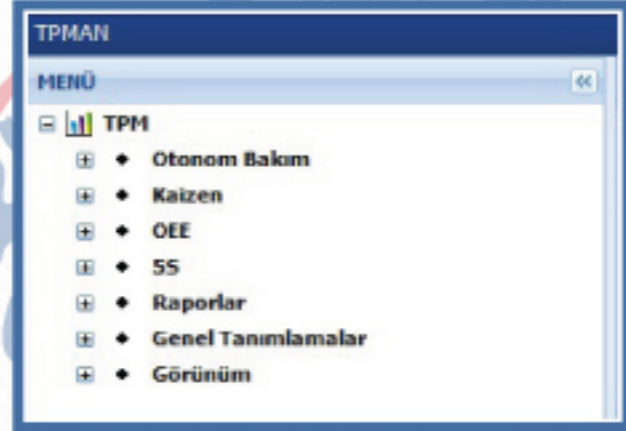 TPMAN
MENÜ
TPM
Otonom Bakım
Kaizen
OEE
5S
Raporlar
Genel Tanımlamalar
Görünüm